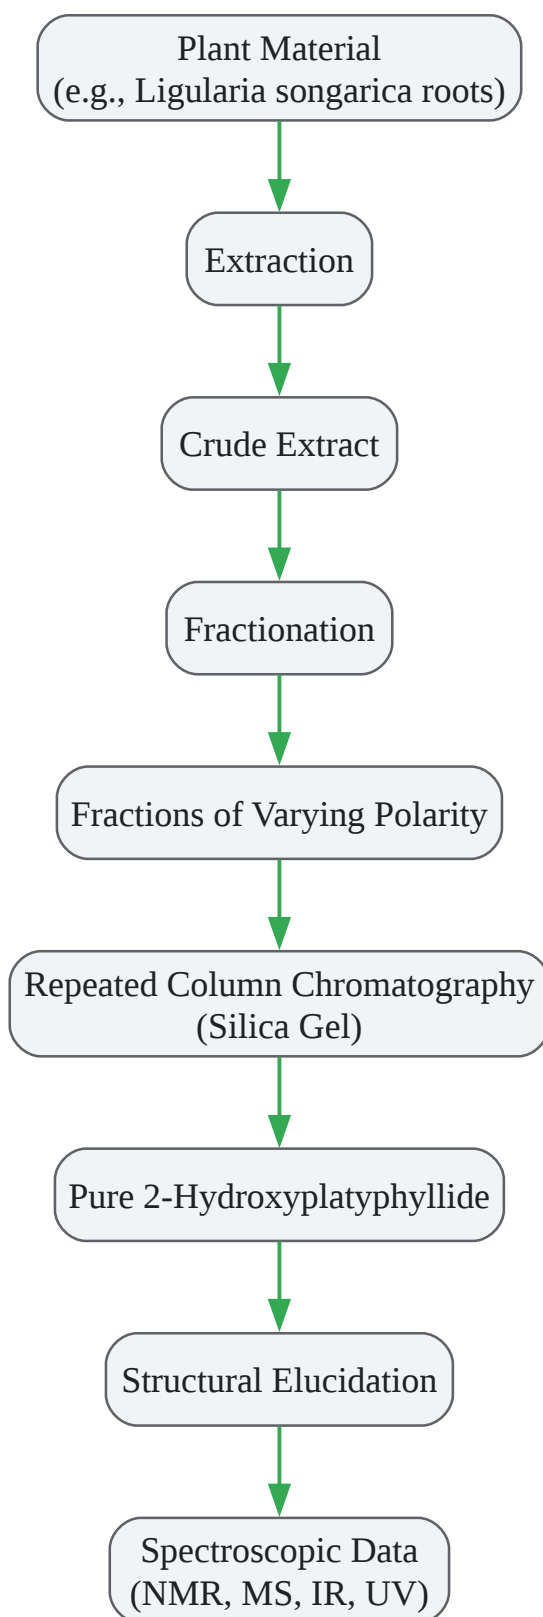 Plant Material
(e.g., Ligularia songarica roots)
Extraction
Crude Extract
Fractionation
Fractions of Varying Polarity
Repeated Column Chromatography
(Silica Gel)
Pure 2-Hydroxyplatyphyllide
Structural Elucidation
Spectroscopic Data
(NMR, MS, IR, UV)